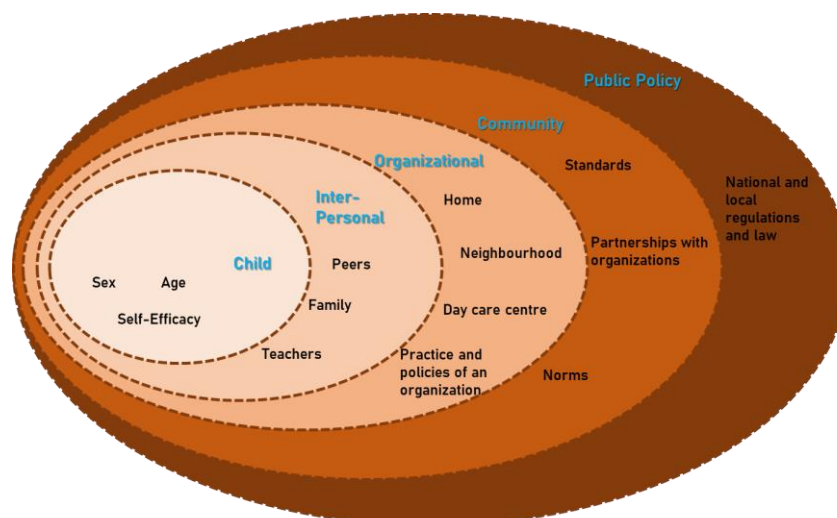 Public Policy
Community
Organizational
Standards
National and
local
regulations
and law
Inter-
Personal
Home
Partnerships with
organizations
Neighbourhood
Child
Peers
Sex
Age
Family
Day care centre
Self-Efficacy
Teachers
Practice and
policies of an
organization
Norms